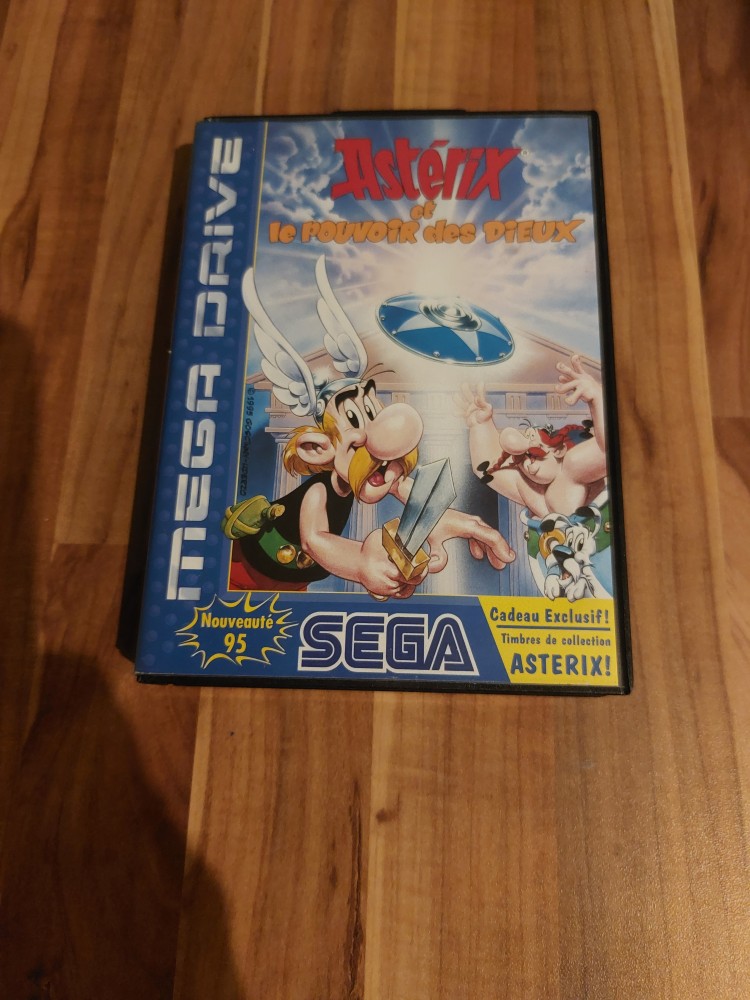 MEGA DRIVE
Astérix
et
le POUVOIR des DIEUX
Nouveauté
95
SEGA
Cadeau Exclusif!
Timbres de collection
ASTERIX!